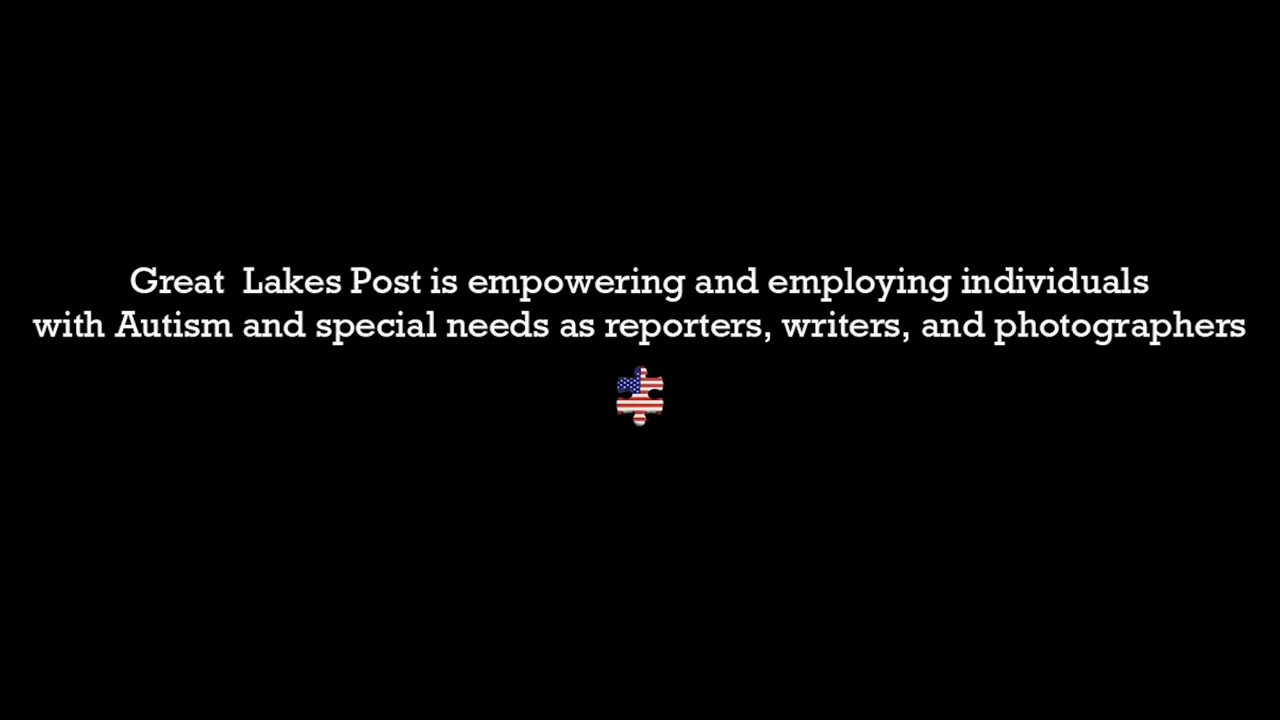 Great  Lakes Post is empowering and employing individuals
with Autism and special needs as reporters, writers, and photographers